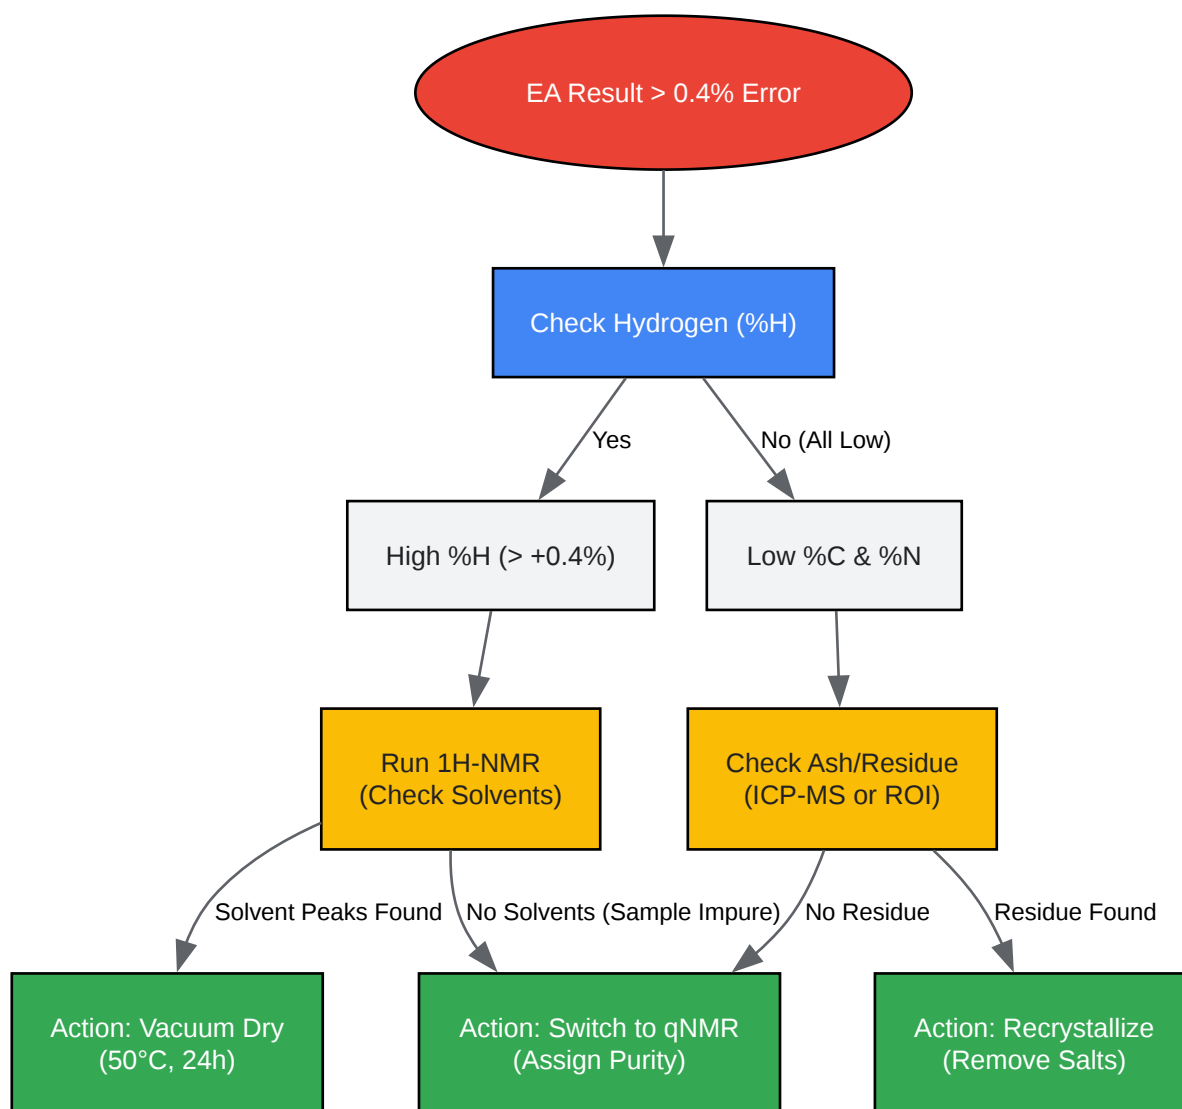 EA Result > 0.4% Error
Check Hydrogen (%H)
Yes
No (All Low)
High %H (> +0.4%)
Low %C & %N
Run 1H-NMR
(Check Solvents)
Check Ash/Residue
(ICP-MS or ROI)
Solvent Peaks Found
No Solvents (Sample Impure)
No Residue
Residue Found
Action: Vacuum Dry
(50°C, 24h)
Action: Switch to qNMR
(Assign Purity)
Action: Recrystallize
(Remove Salts)